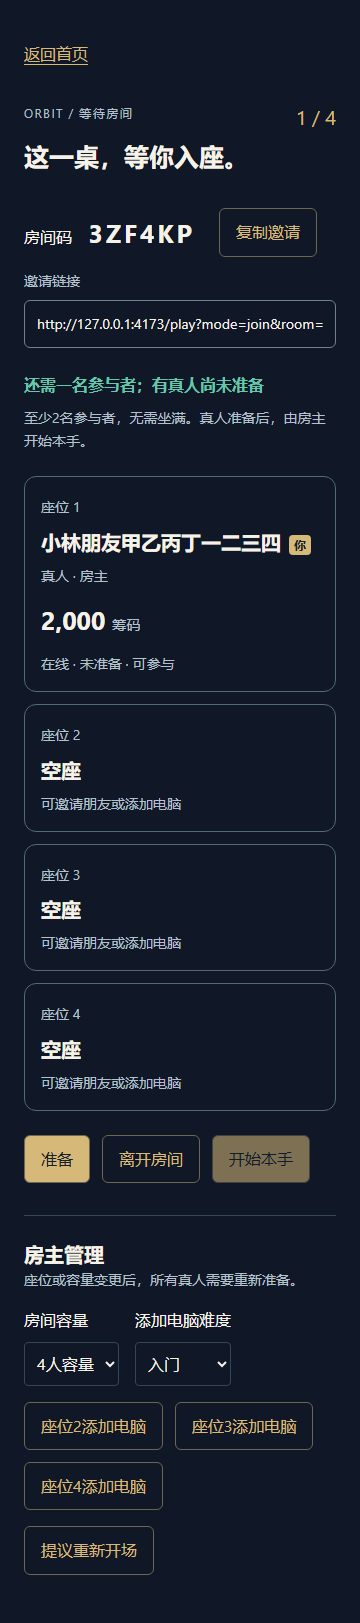 返回首页
ORBIT / 等待房间
1 / 4
这一桌，等你入座。
房间码 3ZF4KP 复制邀请
邀请链接
http://127.0.0.1:4173/play?mode=join&room=
还需一名参与者；有真人尚未准备
至少2名参与者，无需坐满。真人准备后，由房主
开始本手。
座位 1
小林朋友甲乙丙丁一二三四 你
真人 · 房主
2,000 筹码
在线 · 未准备 · 可参与
座位 2
空座
可邀请朋友或添加电脑
座位 3
空座
可邀请朋友或添加电脑
座位 4
空座
可邀请朋友或添加电脑
准备 离开房间 开始本手
房主管理
座位或容量变更后，所有真人需要重新准备。
房间容量 添加电脑难度
4人容量 入门
座位2添加电脑 座位3添加电脑
座位4添加电脑
提议重新开场